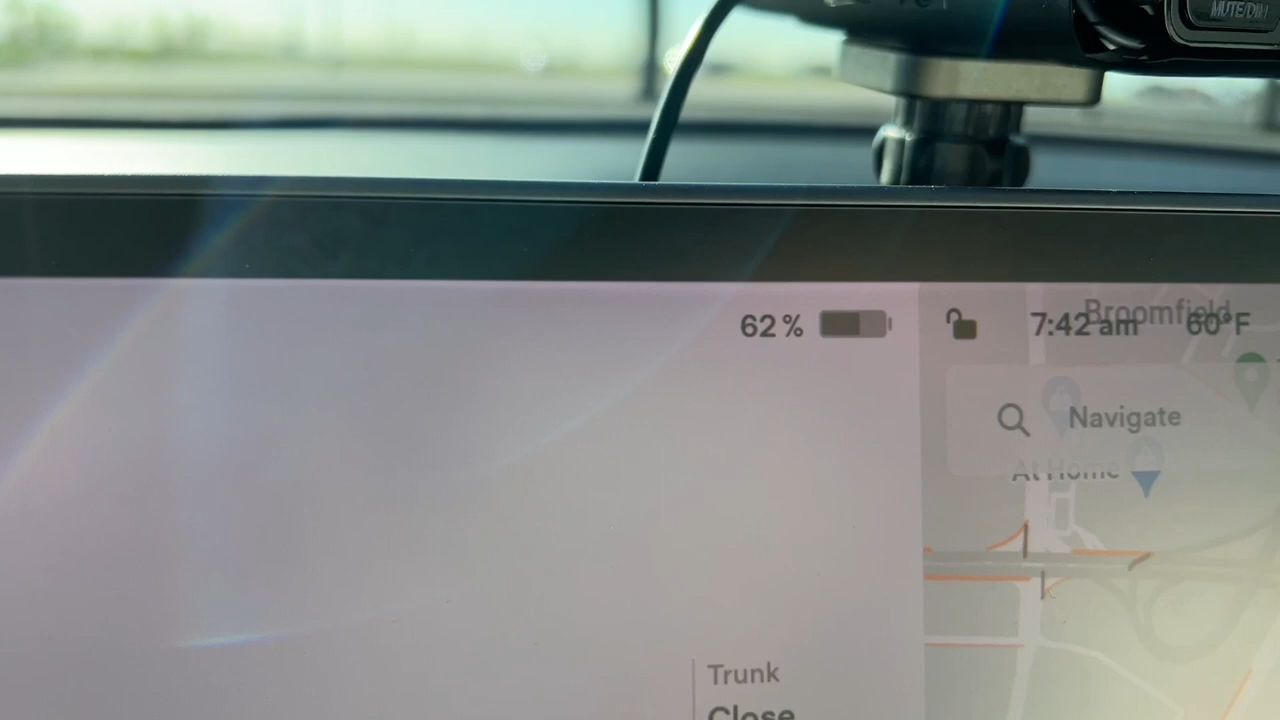 MUTE/DIM
Broomfield
62%
7:42 am
60°F
Navigate
At Home
Trunk
Close